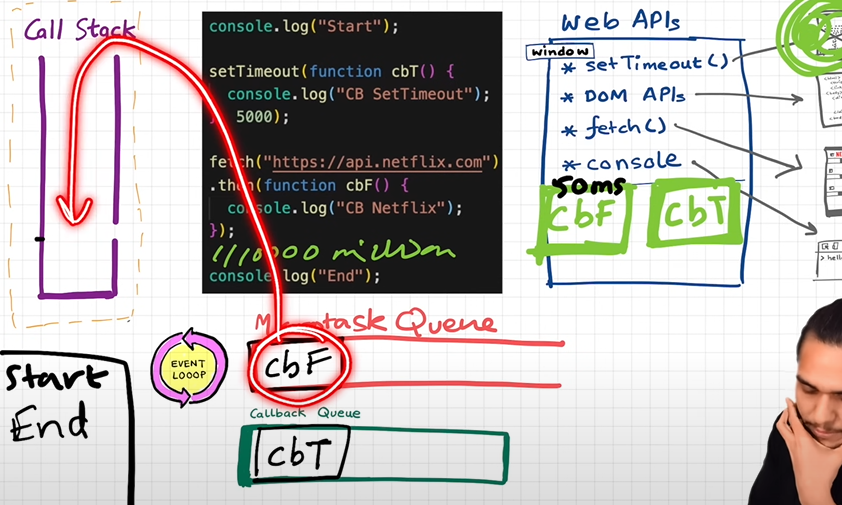 Call Stack
console.log("Start");
setTimeout(function cbT() {
console.log("CB SetTimeout");
5000);
fetch("https://api.netflix.com")
.then(function cbF() {
console.log("CB Netflix");
});
1/10000 million
console.log("End");
Web APIs
window
* setTimeout()
* DOM APIs
* fetch()
* console
50ms
cbF
cbT
Microtask Queue
cbF
EVENT
LOOOP
Callback Queue
cbT
Start
End
> hello